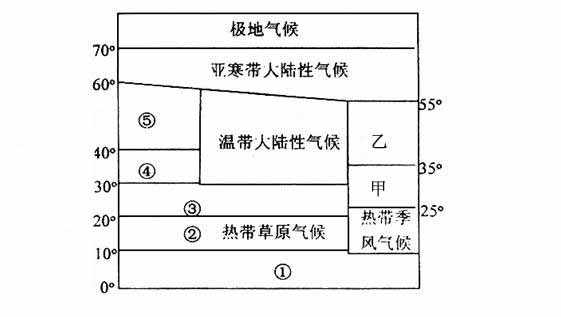 极地气候
70°
亚寒带大陆性气候
60°
55°
⑤
温带大陆性气候
乙
40°
④
35°
30°
甲
③
25°
20°
②
热带草原气候
热带季
风气候
10°
①
0°